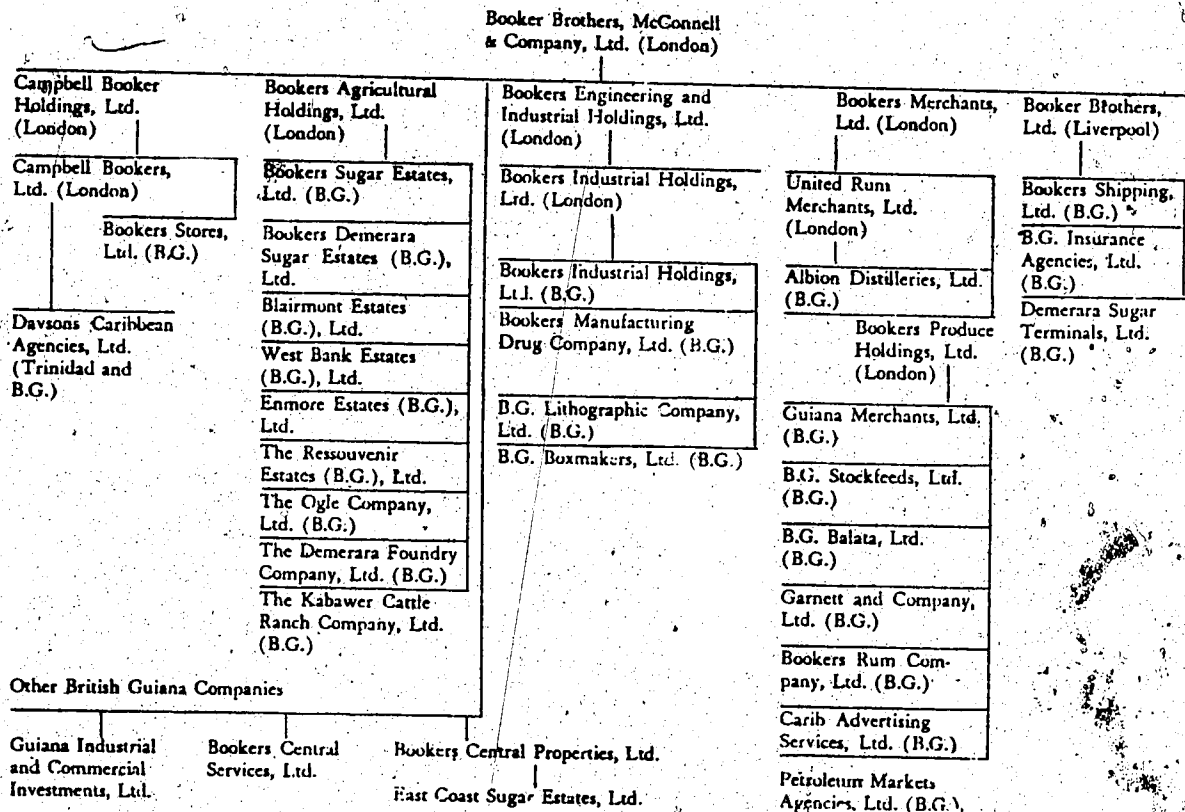 Booker Brothers, McConnell
& Company, Ltd. (London)
Campbell Booker
Holdings, Ltd.
(London)
Campbell Bookers,
Ltd. (London)
Bookers Stores,
Ltd. (B.G.)
Davsons Caribbean
Agencies, Ltd.
(Trinidad and
B.G.)
Bookers Agricultural
Holdings, Ltd.
(London)
Bookers Sugar Estates,
Ltd. (B.G.)
Bookers Demerara
Sugar Estates (B.G.),
Ltd.
Blairmont Estates
(B.G.), Ltd.
West Bank Estates
(B.G.), Ltd.
Enmore Estates (B.G.),
Ltd.
The Ressouvenir
Estates (B.G.), Ltd.
The Ogle Company,
Ltd. (B.G.)
The Demerara Foundry
Company, Ltd. (B.G.)
The Kabawer Cattle
Ranch Company, Ltd.
(B.G.)
Bookers Engineering and
Industrial Holdings, Ltd.
(London)
Bookers Industrial Holdings,
Ltd. (London)
Bookers Industrial Holdings,
Ltd. (B.G.)
Bookers Manufacturing
Drug Company, Ltd. (B.G.)
B.G. Lithographic Company,
Ltd. (B.G.)
B.G. Boxmakers, Ltd. (B.G.)
Bookers Merchants,
Ltd. (London)
United Rum
Merchants, Ltd.
(London)
Albion Distilleries, Ltd.
(B.G.)
Bookers Produce
Holdings, Ltd.
(London)
Guiana Merchants, Ltd.
(B.G.)
B.G. Stockfeeds, Ltd.
(B.G.)
B.G. Balata, Ltd.
(B.G.)
Garnett and Company,
Ltd. (B.G.)
Bookers Rum Com-
pany, Ltd. (B.G.)
Carib Advertising
Services, Ltd. (B.G.)
Petroleum Markets
Agencies, Ltd. (B.G.),
Booker Brothers,
Ltd. (Liverpool)
Bookers Shipping,
Ltd. (B.G.)
B.G. Insurance
Agencies, Ltd.
(B.G.)
Demerara Sugar
Terminals, Ltd.
(B.G.)
Other British Guiana Companies
Guiana Industrial
and Commercial
Investments, Ltd.
Bookers Central
Services, Ltd.
Bookers Central Properties, Ltd.
East Coast Sugar Estates, Ltd.